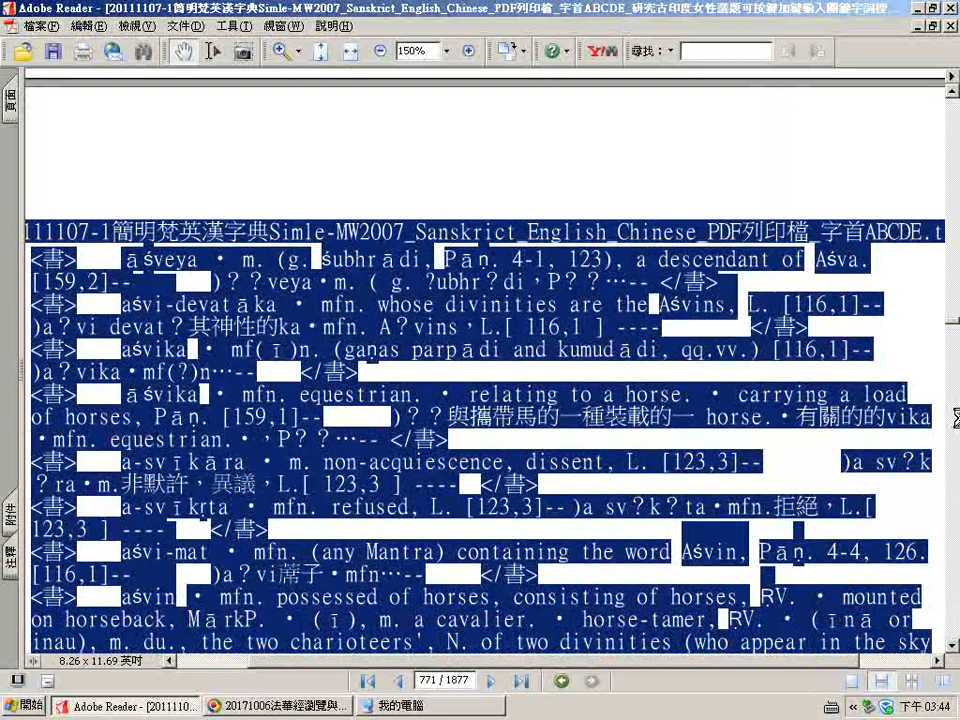 Adobe Reader - [20111107-1簡明梵英漢字典Simle-MW2007_Sanskrict_English_Chinese_PDF列印檔_字首ABCDE_研究古印度女性議題可按鍵加鍵輸入關鍵字詞搜
檔案(F) 編輯(E) 檢視(V) 文件(D) 工具(T) 視窗(W) 說明(H)
150% Y! 尋找:
頁面
111107-1簡明梵英漢字典Simle-MW2007_Sanskrict_English_Chinese_PDF列印檔_字首ABCDE.t
<書> āśveya · m. (g. śubhrādi, Pāṇ. 4-1, 123), a descendant of Aśva.
[159,2]-- )??veya·m. ( g. ?ubhr?di, P??…-- </書>
<書> aśvi-devatāka · mfn. whose divinities are the Aśvins, L. [116,1]--
)a?vi devat?其神性的ka·mfn. A?vins,L.[ 116,1 ] ---- </書>
<書> aśvika · mf(ī)n. (gaṇas parpādi and kumudādi, qq.vv.) [116,1]--
)a?vika·mf(?)n…-- </書>
<書> āśvika · mfn. equestrian. · relating to a horse. · carrying a load
of horses, Pāṇ. [159,1]-- )??與攜帶馬的一種裝載的一 horse.·有關的的vika
·mfn. equestrian.·,P??…-- </書>
<書> a-svīkāra · m. non-acquiescence, dissent, L. [123,3]-- )a sv?k
?ra·m.非默許,異議,L.[ 123,3 ] ---- </書>
<書> a-svīkṛta · mfn. refused, L. [123,3]-- )a sv?k?ta·mfn.拒絕,L.[
123,3 ] ---- </書>
<書> aśvi-mat · mfn. (any Mantra) containing the word Aśvin, Pāṇ. 4-4, 126.
[116,1]-- )a?vi蓆子·mfn…-- </書>
<書> aśvin · mfn. possessed of horses, consisting of horses, RV. · mounted
on horseback, MārkP. · (ī), m. a cavalier. · horse-tamer, RV. · (īnā or
inau), m. du., the two charioteers', N. of two divinities (who appear in the sky
附件
注釋
8.26 x 11.69 英吋
771 / 1877
開始 Adobe Reader - [2011110... 20171006法華經瀏覽與... 我的電腦 下午 03:44